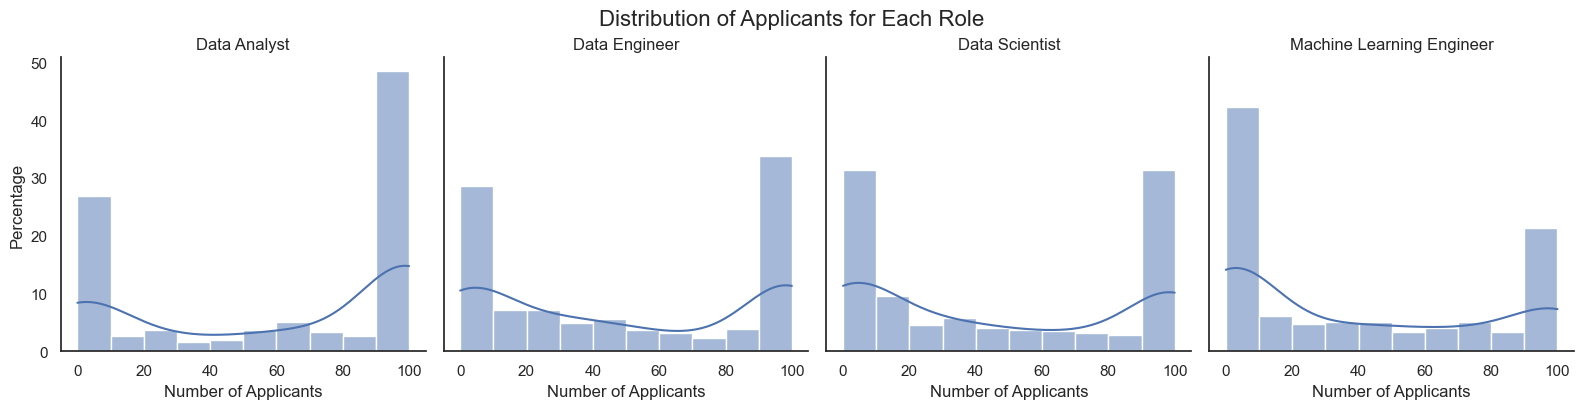 Distribution of Applicants for Each Role
Data Analyst
Data Engineer
Data Scientist
Machine Learning Engineer
Percentage
50
40
30
20
10
0
0 20 40 60 80 100
0 20 40 60 80 100
0 20 40 60 80 100
0 20 40 60 80 100
Number of Applicants
Number of Applicants
Number of Applicants
Number of Applicants